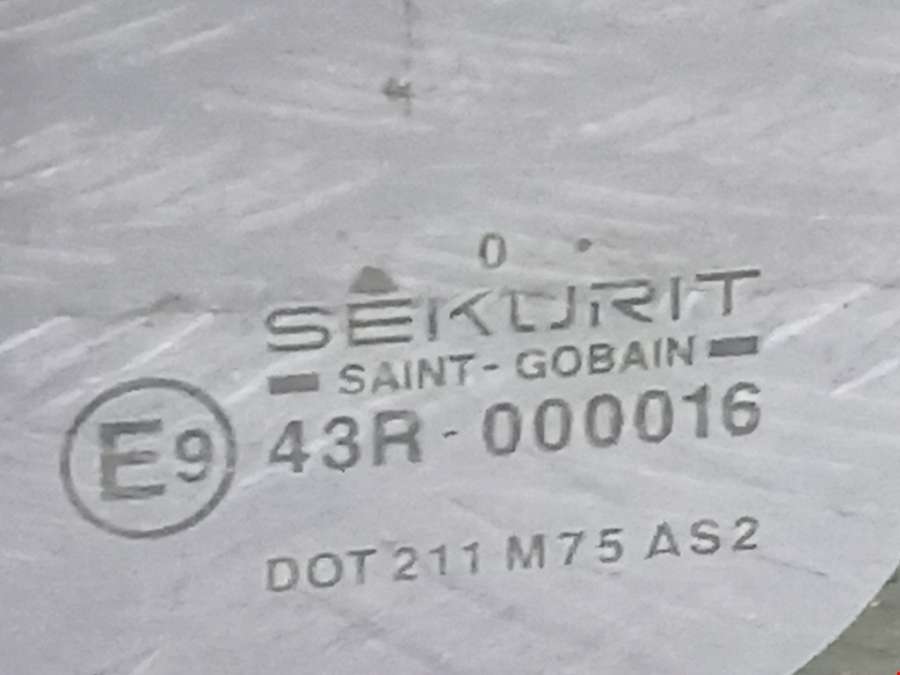 0 .
SEKURIT
SAINT-GOBAIN
E9
43R-000016
DOT 211 M75 AS2